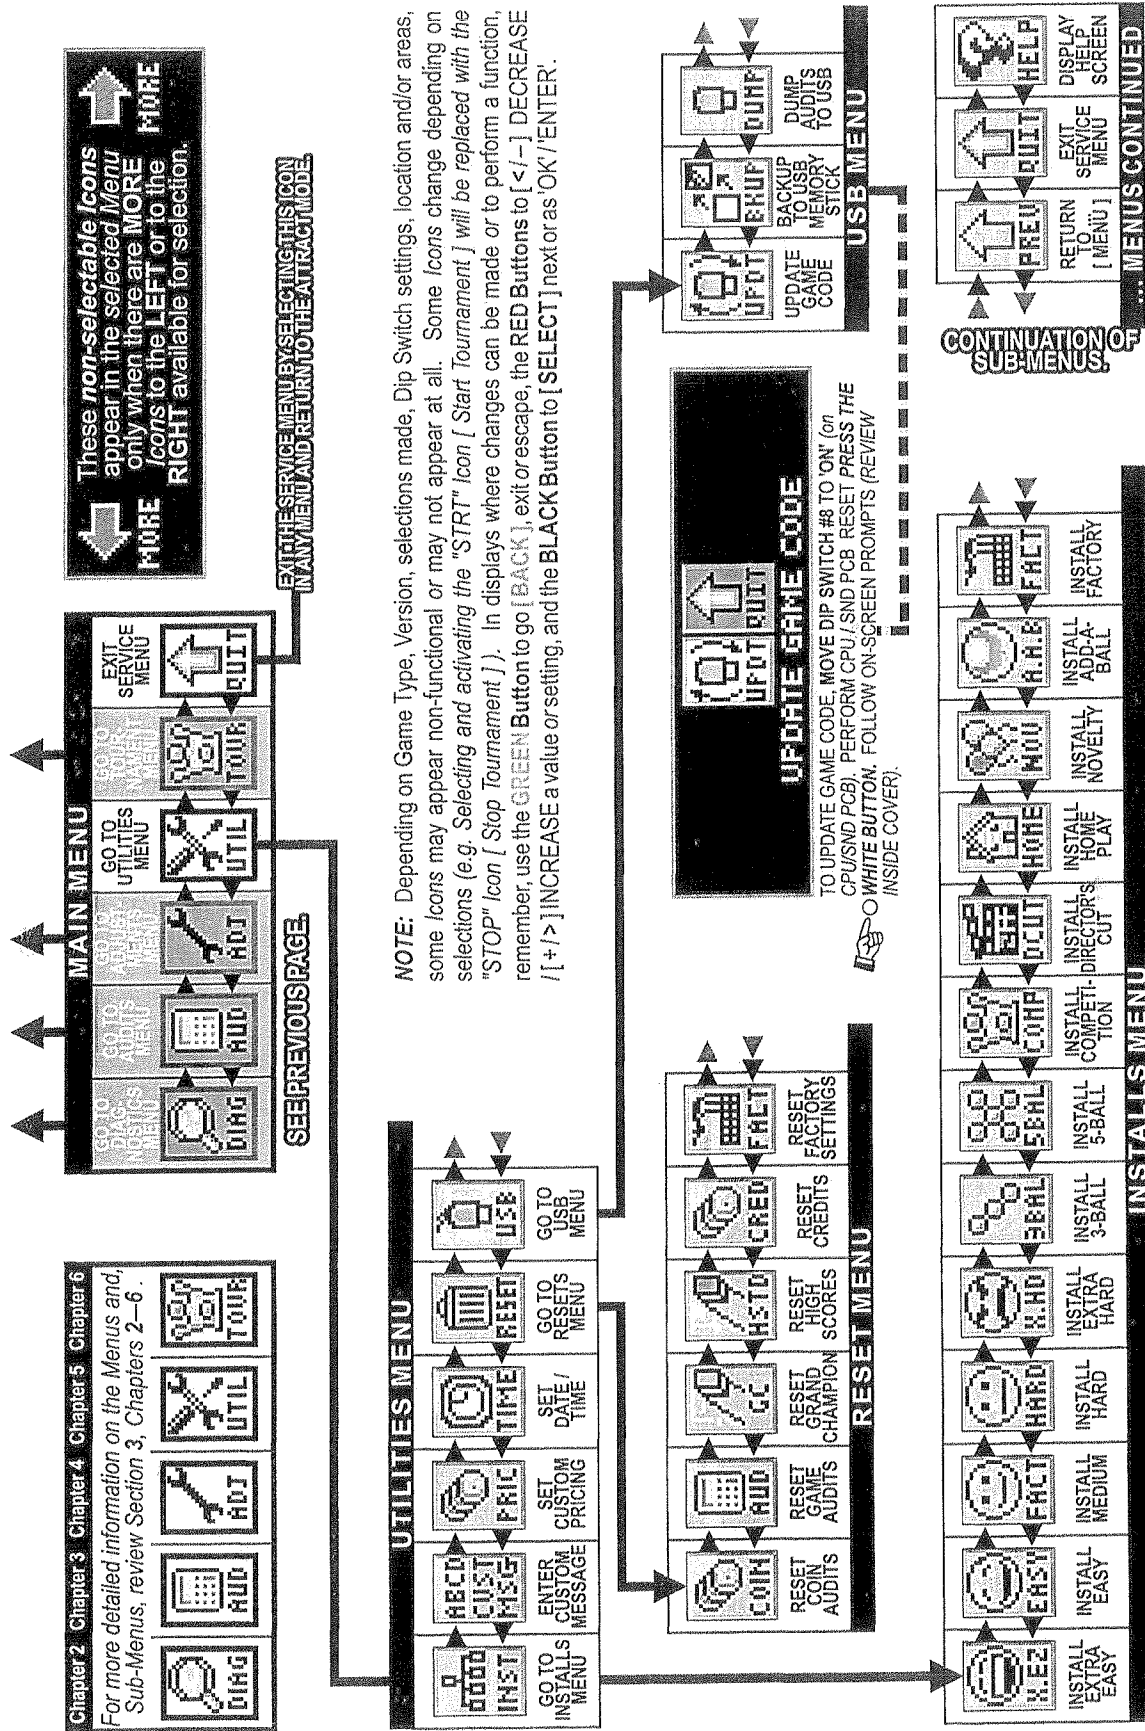 Chapter 2 Chapter 3 Chapter 4 Chapter 5 Chapter 6
For more detailed information on the Menus and,
Sub-Menus, review Section 3, Chapters 2–6.
DIAG
AUD
ADJ
UTIL
TOUR
MAIN MENU
GO TO
DIAG-
NOSTICS
MENU
DIAG
GO TO
AUDITS
MENU
AUD
GO TO
ADJUST-
MENTS
MENU
ADJ
GO TO
UTILITIES
MENU
UTIL
GO TO
TOUR-
NAMENT
MENU
TOUR
EXIT
SERVICE
MENU
QUIT
SEE PREVIOUS PAGE.
EXIT THE SERVICE MENU BY SELECTING THIS ICON
IN ANY MENU AND RETURN TO THE ATTRACT MODE.
MORE
These non-selectable Icons
appear in the selected Menu
only when there are MORE
Icons to the LEFT or to the
RIGHT available for selection.
MORE
NOTE: Depending on Game Type, Version, selections made, Dip Switch settings, location and/or areas,
some Icons may appear non-functional or may not appear at all. Some Icons change depending on
selections (e.g. Selecting and activating the "STRT" Icon [ Start Tournament ] will be replaced with the
"STOP" Icon [ Stop Tournament ] ). In displays where changes can be made or to perform a function,
remember, use the GREEN Button to go [ BACK ], exit or escape, the RED Buttons to [ < / – ] DECREASE
/ [ + / > ] INCREASE a value or setting, and the BLACK Button to [ SELECT ] next or as 'OK' / 'ENTER'.
UTILITIES MENU
INST
GO TO
INSTALLS
MENU
ABCD
CUST
MSG
ENTER
CUSTOM
MESSAGE
PRIC
SET
CUSTOM
PRICING
TIME
SET
DATE /
TIME
RESET
GO TO
RESETS
MENU
USB
GO TO
USB
MENU
COIN
RESET
COIN
AUDITS
AUD
RESET
GAME
AUDITS
GC
RESET
GRAND
CHAMPION
HSTD
RESET
HIGH
SCORES
CRED
RESET
CREDITS
FACT
RESET
FACTORY
SETTINGS
RESET MENU
UPDT
QUIT
UPDATE GAME CODE
TO UPDATE GAME CODE, MOVE DIP SWITCH #8 TO 'ON' (on
CPU/SND PCB). PERFORM CPU / SND PCB RESET PRESS THE
WHITE BUTTON. FOLLOW ON-SCREEN PROMPTS (REVIEW
INSIDE COVER).
UPDT
UPDATE
GAME
CODE
BKUP
BACKUP
TO USB
MEMORY
STICK
DUMP
DUMP
AUDITS
TO USB
USB MENU
X.EZ
INSTALL
EXTRA
EASY
EASY
INSTALL
EASY
FACT
INSTALL
MEDIUM
HARD
INSTALL
HARD
X.HD
INSTALL
EXTRA
HARD
3BAL
INSTALL
3-BALL
5BAL
INSTALL
5-BALL
COMP
INSTALL
COMPETI-
TION
DCUT
INSTALL
DIRECTOR'S
CUT
HOME
INSTALL
HOME
PLAY
NOV
INSTALL
NOVELTY
A.A.B
INSTALL
ADD-A-
BALL
FACT
INSTALL
FACTORY
INSTALLS MENU
CONTINUATION OF
SUB-MENUS.
PREV
RETURN
TO
[ MENU ]
QUIT
EXIT
SERVICE
MENU
HELP
DISPLAY
HELP
SCREEN
...MENUS CONTINUED